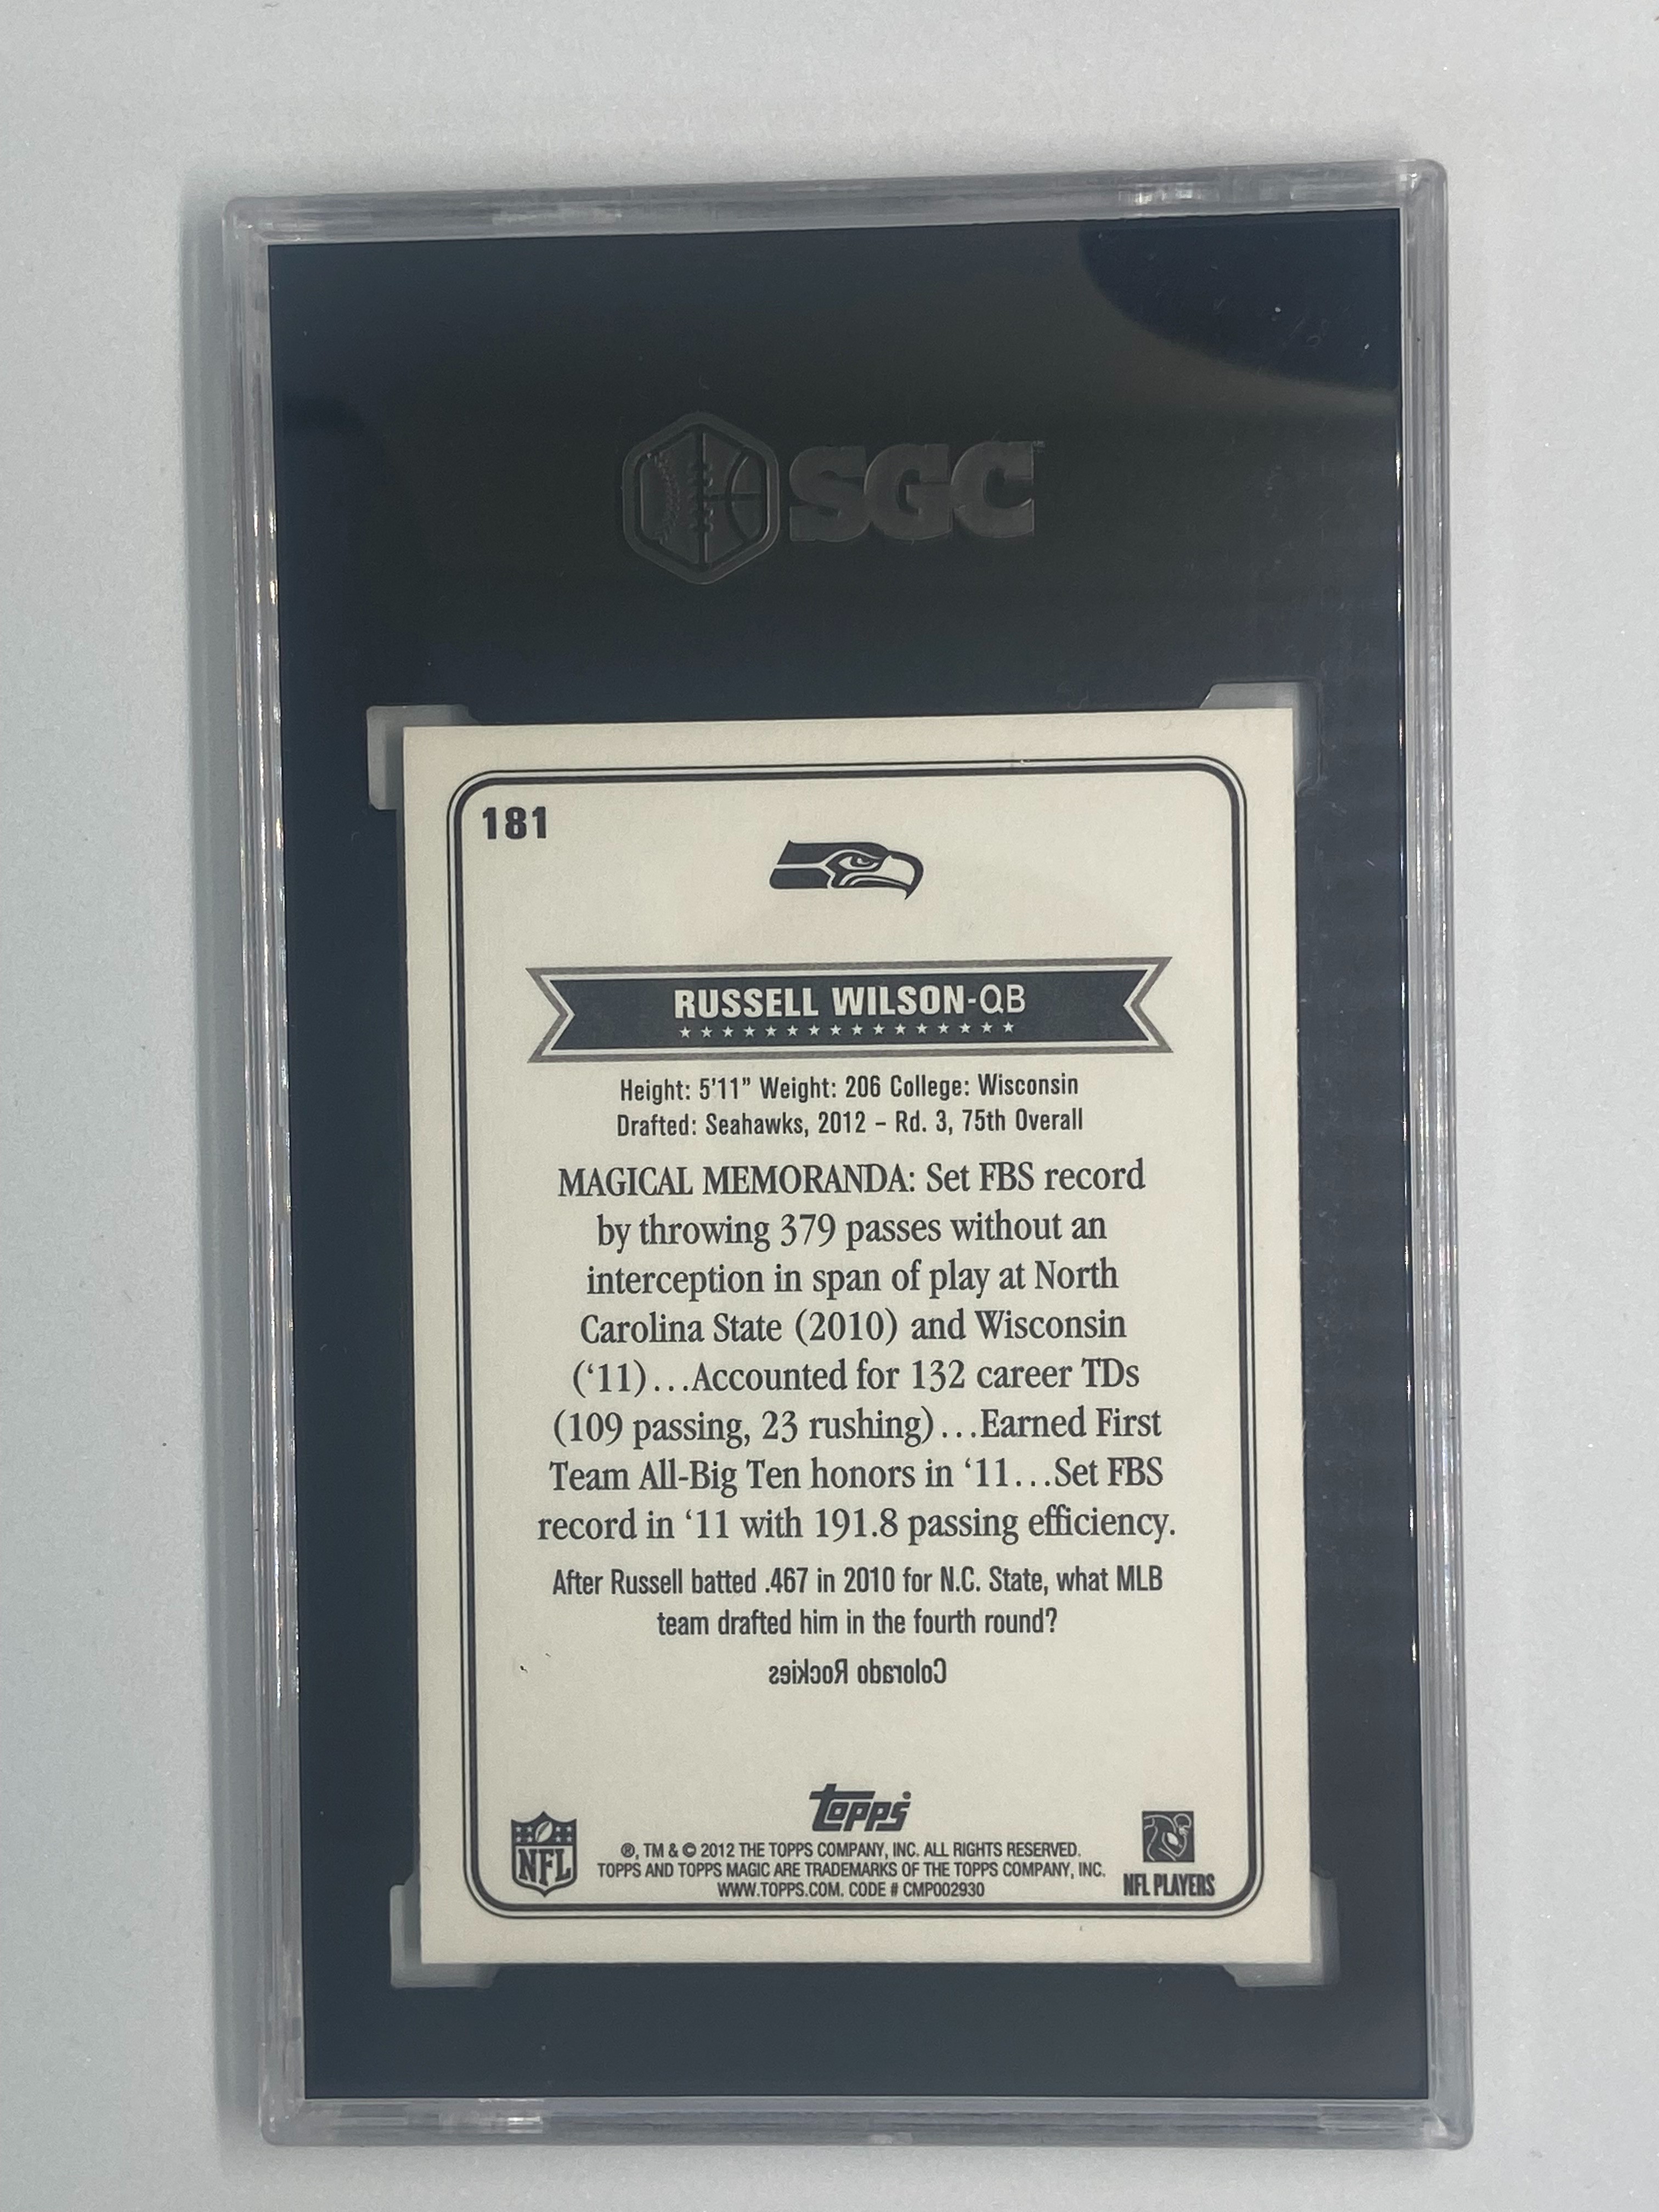 SGC
181
RUSSELL WILSON-QB
Height: 5'11" Weight: 206 College: Wisconsin
Drafted: Seahawks, 2012 – Rd. 3, 75th Overall
MAGICAL MEMORANDA: Set FBS record
by throwing 379 passes without an
interception in span of play at North
Carolina State (2010) and Wisconsin
(‘11)...Accounted for 132 career TDs
(109 passing, 23 rushing)...Earned First
Team All-Big Ten honors in ‘11...Set FBS
record in ‘11 with 191.8 passing efficiency.
After Russell batted .467 in 2010 for N.C. State, what MLB
team drafted him in the fourth round?
Colorado Rockies
topps
®, TM & © 2012 THE TOPPS COMPANY, INC. ALL RIGHTS RESERVED.
TOPPS AND TOPPS MAGIC ARE TRADEMARKS OF THE TOPPS COMPANY, INC.
WWW.TOPPS.COM. CODE # CMP002930
NFL
NFL PLAYERS